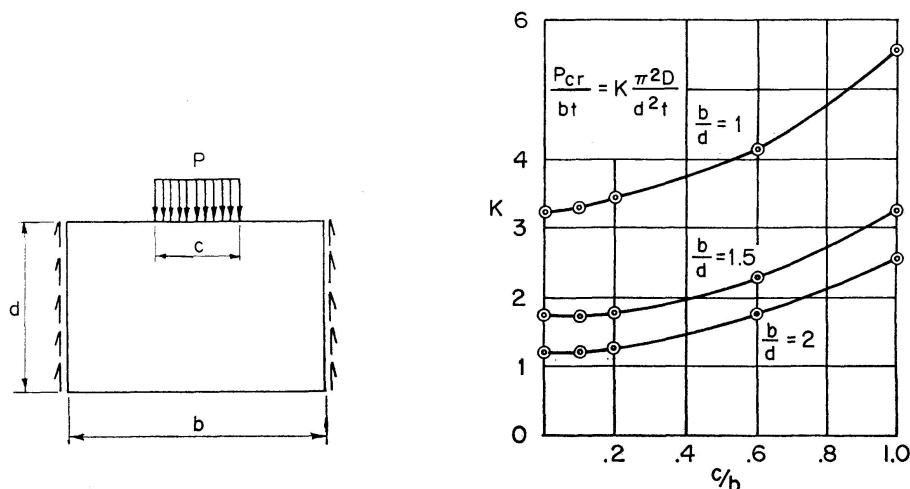 P
c
d
b
6
5
4
K
3
2
1
0
Pcr/bt = K π²D/d²t
b/d = 1
b/d = 1.5
b/d = 2
.2 .4 .6 .8 1.0
c/b